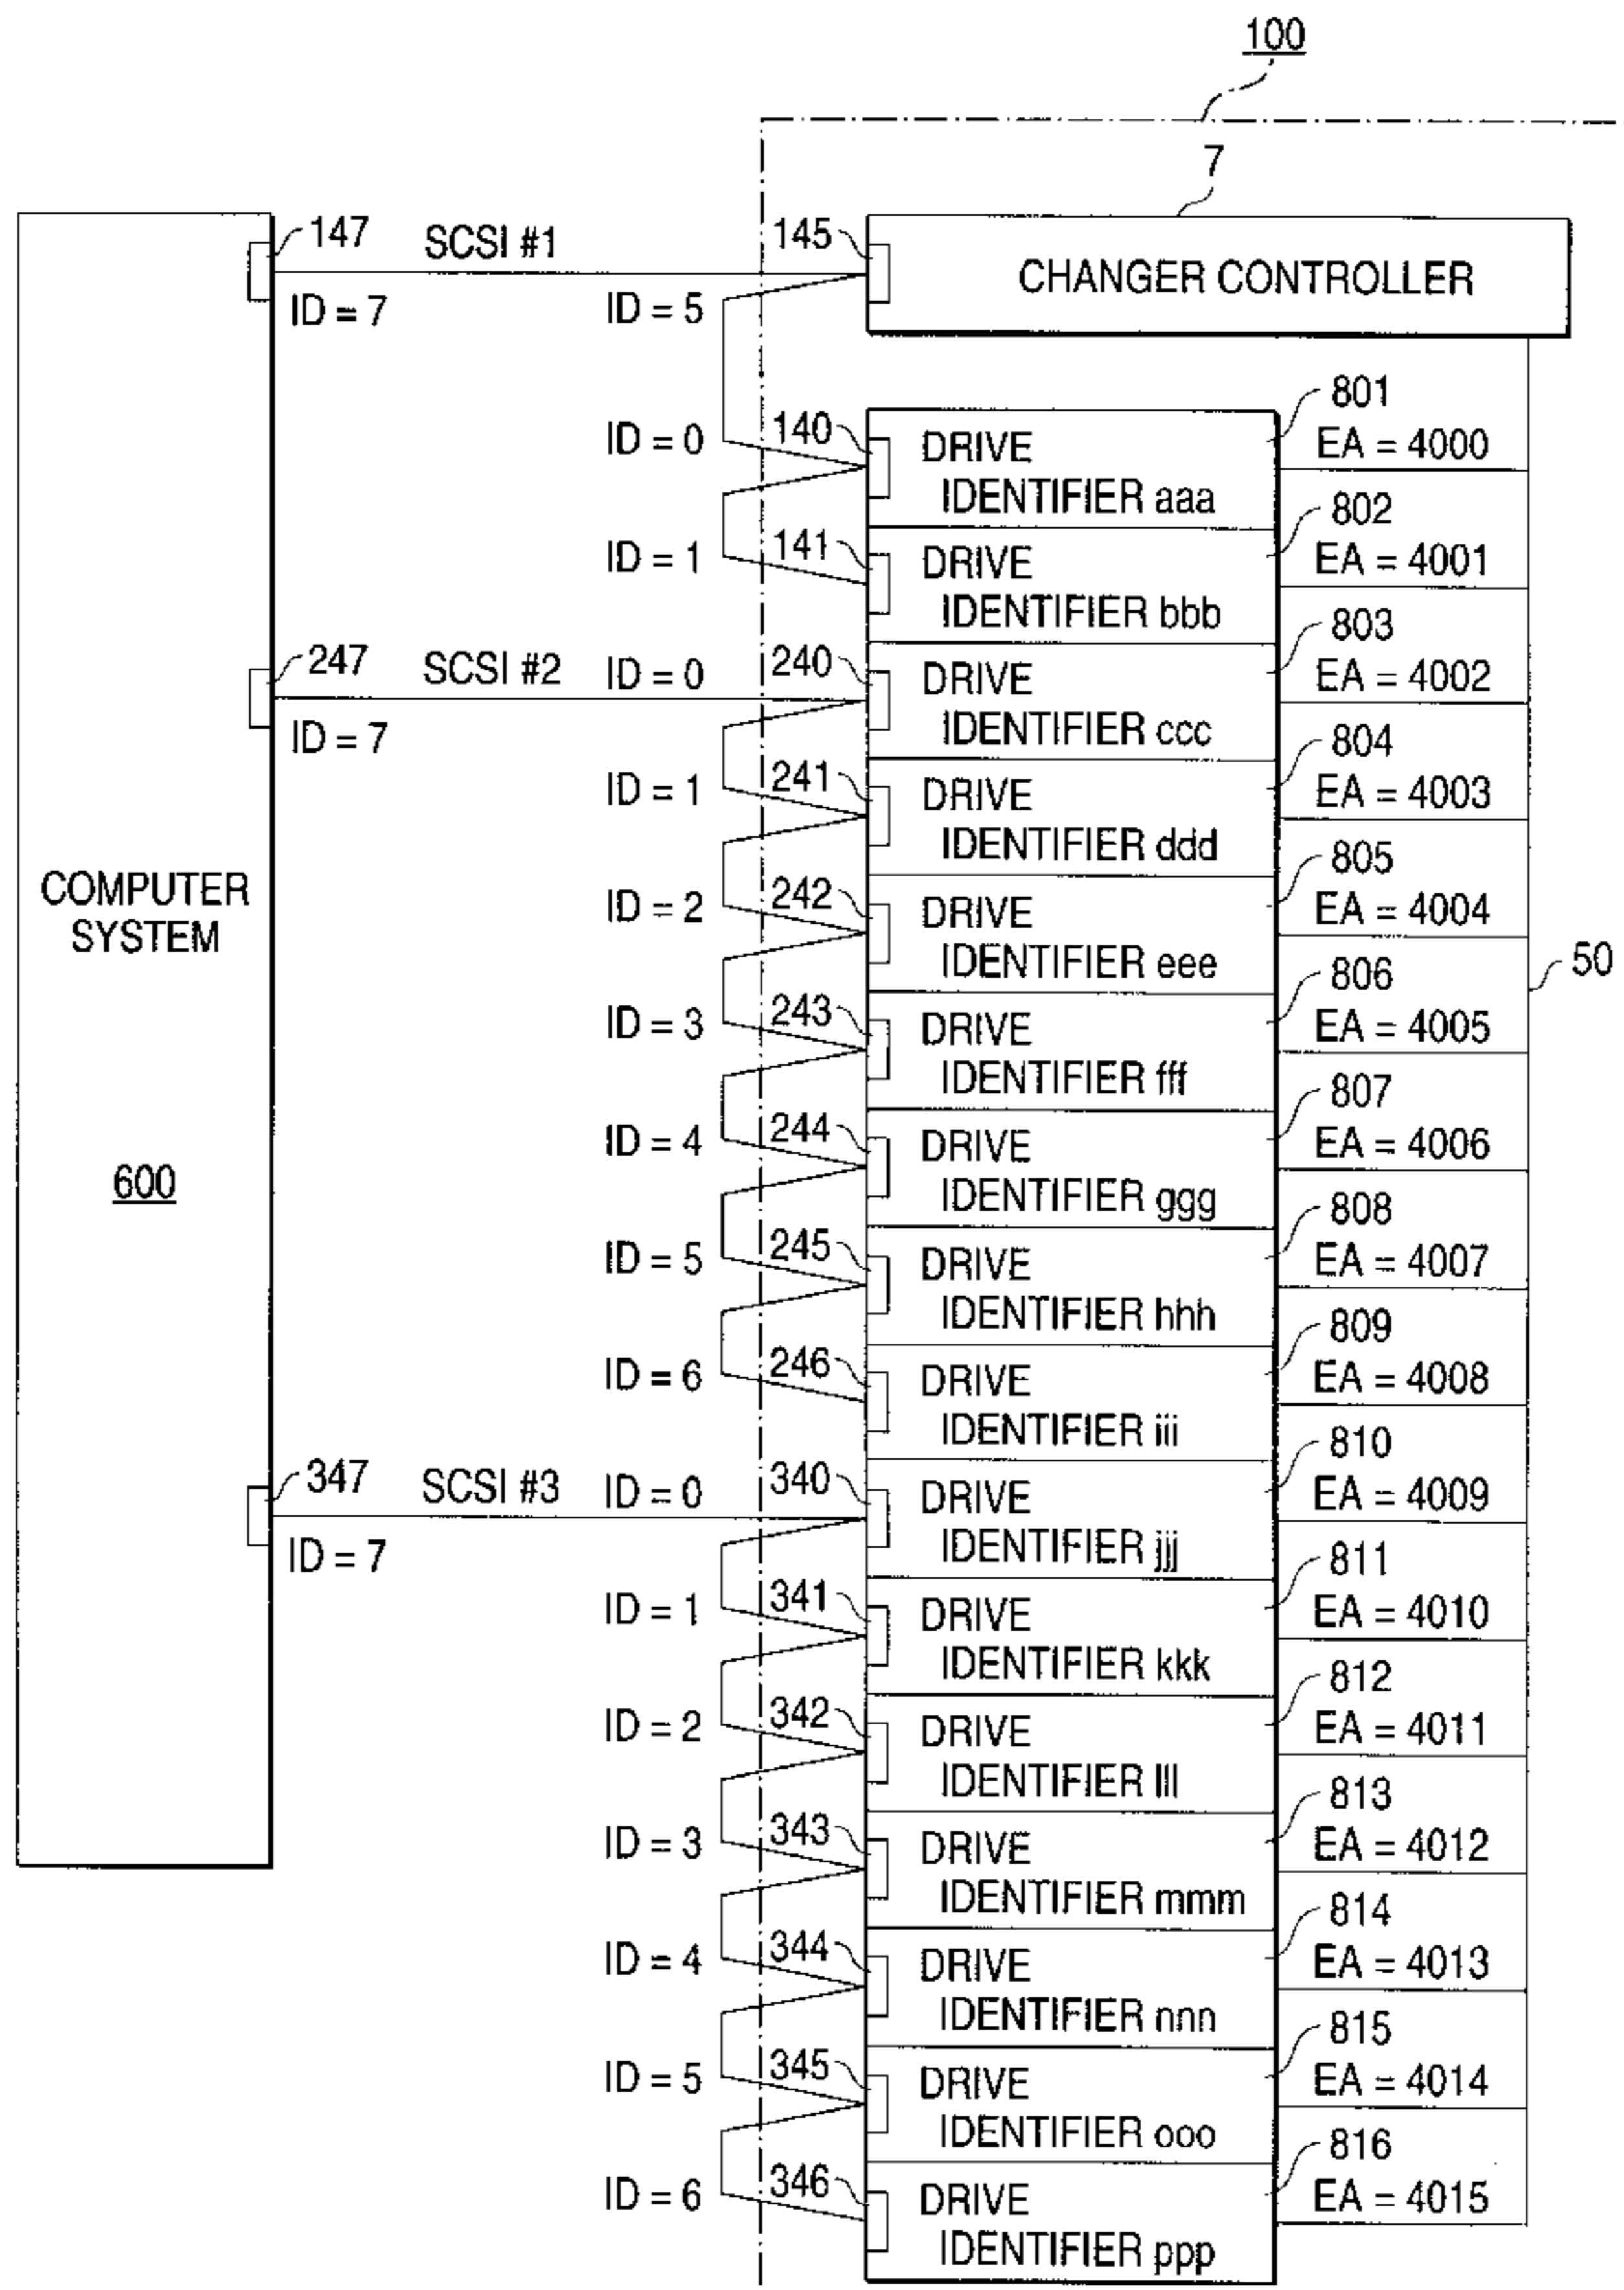 100
7
147
SCSI #1
145
CHANGER CONTROLLER
ID = 7
ID = 5
801
ID = 0
140
DRIVE
EA = 4000
IDENTIFIER aaa
802
ID = 1
141
DRIVE
EA = 4001
IDENTIFIER bbb
803
247
SCSI #2
ID = 0
240
DRIVE
EA = 4002
ID = 7
IDENTIFIER ccc
804
ID = 1
241
DRIVE
EA = 4003
IDENTIFIER ddd
805
COMPUTER
SYSTEM
ID = 2
242
DRIVE
EA = 4004
IDENTIFIER eee
50
806
ID = 3
243
DRIVE
EA = 4005
IDENTIFIER fff
807
ID = 4
244
DRIVE
EA = 4006
600
IDENTIFIER ggg
808
ID = 5
245
DRIVE
EA = 4007
IDENTIFIER hhh
809
ID = 6
246
DRIVE
EA = 4008
IDENTIFIER iii
810
347
SCSI #3
ID = 0
340
DRIVE
EA = 4009
ID = 7
IDENTIFIER jjj
811
ID = 1
341
DRIVE
EA = 4010
IDENTIFIER kkk
812
ID = 2
342
DRIVE
EA = 4011
IDENTIFIER lll
813
ID = 3
343
DRIVE
EA = 4012
IDENTIFIER mmm
814
ID = 4
344
DRIVE
EA = 4013
IDENTIFIER nnn
815
ID = 5
345
DRIVE
EA = 4014
IDENTIFIER ooo
816
ID = 6
346
DRIVE
EA = 4015
IDENTIFIER ppp